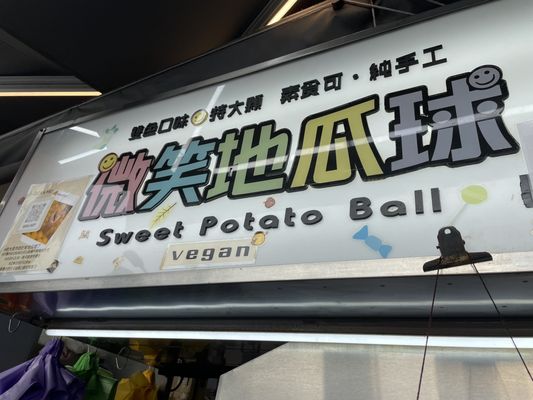 雙色口味 特大顆 素食可·純手工
微笑地瓜球
Sweet Potato Ball
vegan